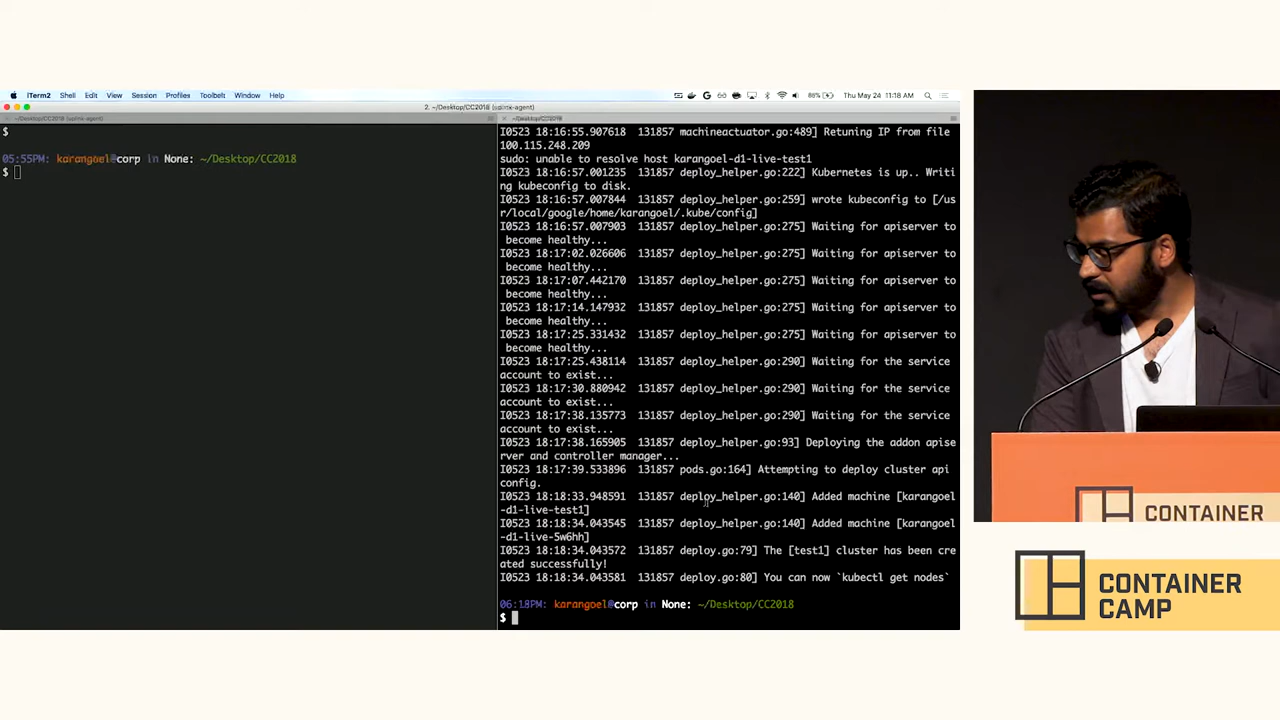 iTerm2 Shell Edit View Session Profiles Toolbelt Window Help
88%
Thu May 24 11:18 AM
2. ~/Desktop/CC2018 (ssh-agent)
~/Desktop/CC2018
$
05:55PM: karangoel@corp in None: ~/Desktop/CC2018
$
I0523 18:16:55.907618 131857 machineactuator.go:489] Retuning IP from file
100.115.248.209
sudo: unable to resolve host karangoel-d1-live-test1
I0523 18:16:57.001235 131857 deploy_helper.go:222] Kubernetes is up.. Writi
ng kubeconfig to disk.
I0523 18:16:57.007844 131857 deploy_helper.go:259] wrote kubeconfig to [/us
r/local/google/home/karangoel/.kube/config]
I0523 18:16:57.007903 131857 deploy_helper.go:275] Waiting for apiserver to
become healthy...
I0523 18:17:02.026606 131857 deploy_helper.go:275] Waiting for apiserver to
become healthy...
I0523 18:17:07.442170 131857 deploy_helper.go:275] Waiting for apiserver to
become healthy...
I0523 18:17:14.147932 131857 deploy_helper.go:275] Waiting for apiserver to
become healthy...
I0523 18:17:25.331432 131857 deploy_helper.go:275] Waiting for apiserver to
become healthy...
I0523 18:17:25.438114 131857 deploy_helper.go:290] Waiting for the service
account to exist...
I0523 18:17:30.880942 131857 deploy_helper.go:290] Waiting for the service
account to exist...
I0523 18:17:38.135773 131857 deploy_helper.go:290] Waiting for the service
account to exist...
I0523 18:17:38.165905 131857 deploy_helper.go:93] Deploying the addon apise
rver and controller manager...
I0523 18:17:39.533896 131857 pods.go:164] Attempting to deploy cluster api
config.
I0523 18:18:33.948591 131857 deploy_helper.go:140] Added machine [karangoel
-d1-live-test1]
I0523 18:18:34.043545 131857 deploy_helper.go:140] Added machine [karangoel
-d1-live-5w6hh]
I0523 18:18:34.043572 131857 deploy.go:79] The [test1] cluster has been cre
ated successfully!
I0523 18:18:34.043581 131857 deploy.go:80] You can now `kubectl get nodes`
06:18PM: karangoel@corp in None: ~/Desktop/CC2018
$
CONTAINER
CONTAINER
CAMP